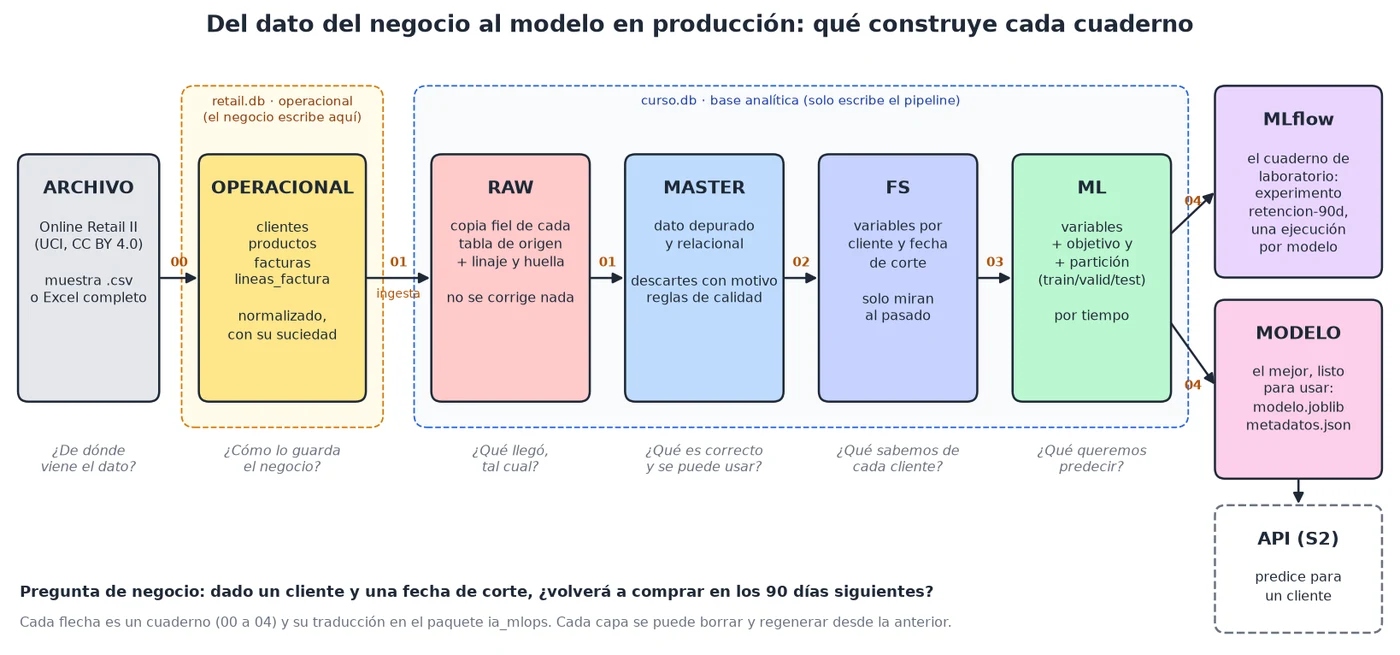 Del dato del negocio al modelo en producción: qué construye cada cuaderno
ARCHIVO
Online Retail II
(UCI, CC BY 4.0)
muestra .csv
o Excel completo
¿De dónde
viene el dato?
00
retail.db · operacional
(el negocio escribe aquí)
OPERACIONAL
clientes
productos
facturas
lineas_factura
normalizado,
con su suciedad
¿Cómo lo guarda
el negocio?
01
ingesta
curso.db · base analítica (solo escribe el pipeline)
RAW
copia fiel de cada
tabla de origen
+ linaje y huella
no se corrige nada
¿Qué llegó,
tal cual?
01
MASTER
dato depurado
y relacional
descartes con motivo
reglas de calidad
¿Qué es correcto
y se puede usar?
02
FS
variables por
cliente y fecha
de corte
solo miran
al pasado
¿Qué sabemos de
cada cliente?
03
ML
variables
+ objetivo y
+ partición
(train/valid/test)
por tiempo
¿Qué queremos
predecir?
04
MLflow
el cuaderno de
laboratorio:
experimento
retencion-90d,
una ejecución
por modelo
04
MODELO
el mejor, listo
para usar:
modelo.joblib
metadatos.json
API (S2)
predice para
un cliente
Pregunta de negocio: dado un cliente y una fecha de corte, ¿volverá a comprar en los 90 días siguientes?
Cada flecha es un cuaderno (00 a 04) y su traducción en el paquete ia_mlops. Cada capa se puede borrar y regenerar desde la anterior.